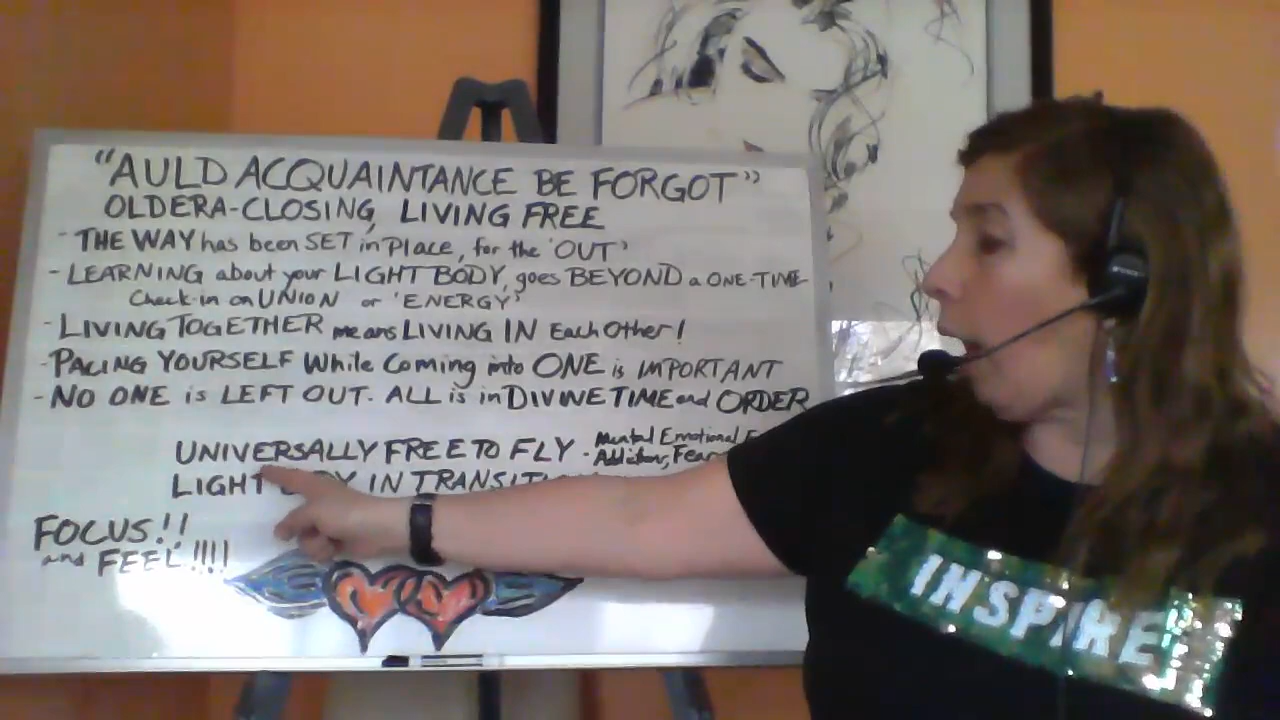 "AULD ACQUAINTANCE BE FORGOT"
OLDERA-CLOSING, LIVING FREE
- THE WAY has been SET in Place, for the 'OUT'
- LEARNING about your LIGHT BODY, goes BEYOND a ONE-TIME
Check-in on UNION or 'ENERGY'
- LIVING TOGETHER means LIVING IN Each Other!
- PACING YOURSELF While Coming into ONE is IMPORTANT
- NO ONE is LEFT OUT. ALL is in DIVINE TIME and ORDER
UNIVERSALLY FREE TO FLY - Mental Emotional
Addiction, Fear
LIGHT IN
FOCUS!!
and FEEL!!!!
INSPIRE